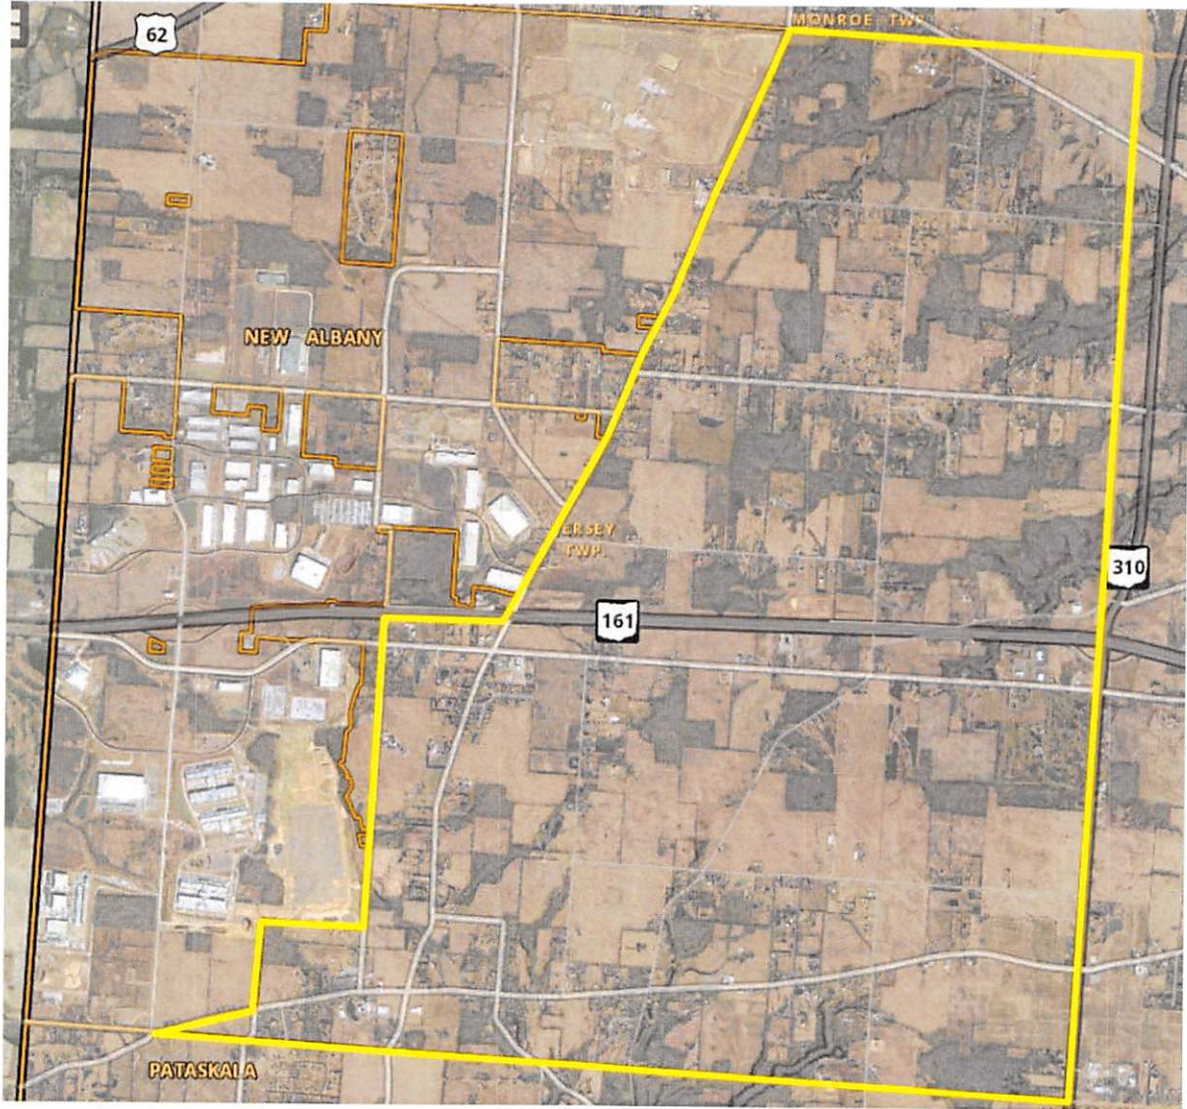 MONROE TWP.
62
NEW ALBANY
ERSEY
TWP.
310
161
PATASKALA